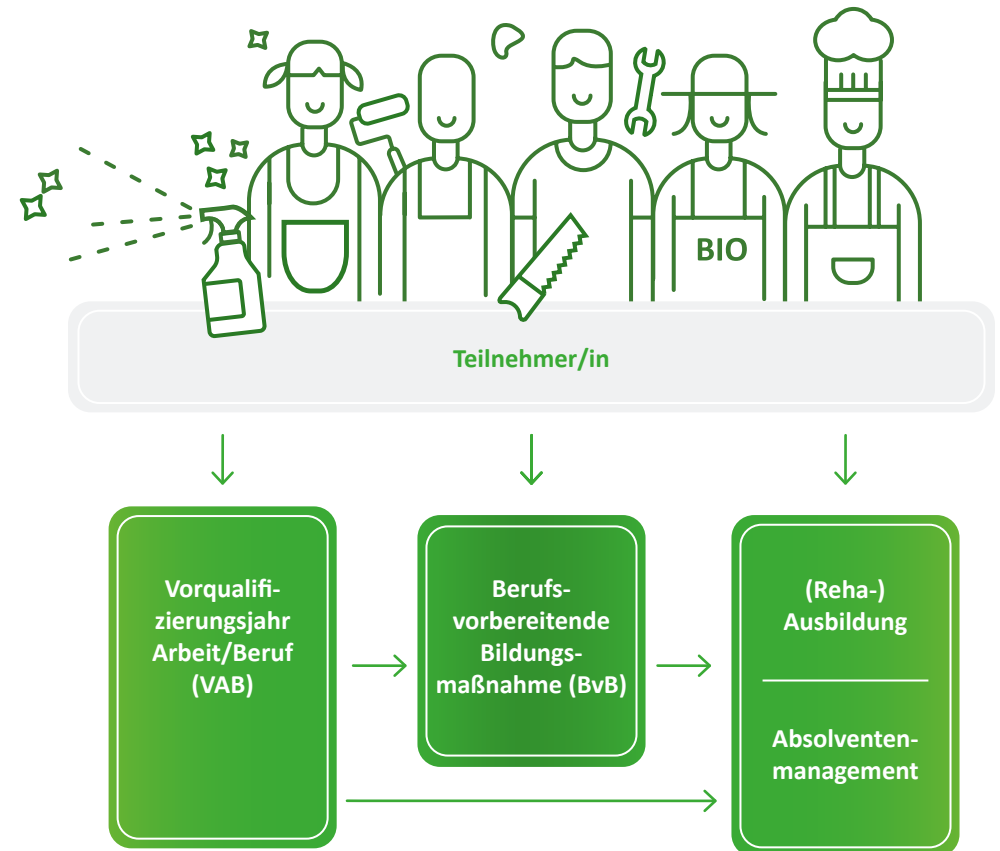 BIO
Teilnehmer/in
Vorqualifi-
zierungsjahr
Arbeit/Beruf
(VAB)
Berufs-
vorbereitende
Bildungs-
maßnahme (BvB)
(Reha-)
Ausbildung
Absolventen-
management